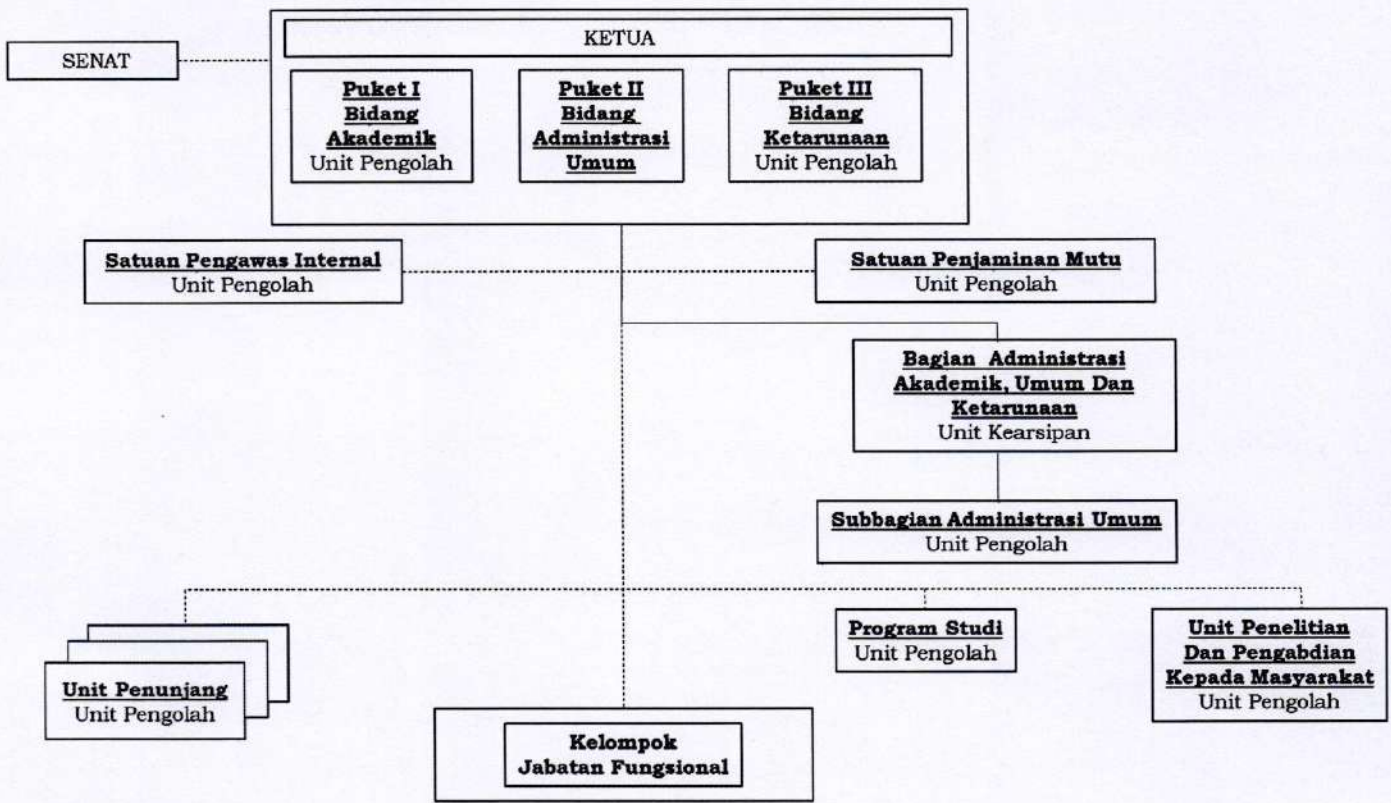 KETUA
SENAT
Puket I
Bidang
Akademik
Unit Pengolah
Puket II
Bidang
Administrasi
Umum
Puket III
Bidang
Ketarunaan
Unit Pengolah
Satuan Pengawas Internal
Unit Pengolah
Satuan Penjaminan Mutu
Unit Pengolah
Bagian Administrasi
Akademik, Umum Dan
Ketarunaan
Unit Kearsipan
Subbagian Administrasi Umum
Unit Pengolah
Unit Penunjang
Unit Pengolah
Kelompok
Jabatan Fungsional
Program Studi
Unit Pengolah
Unit Penelitian
Dan Pengabdian
Kepada Masyarakat
Unit Pengolah